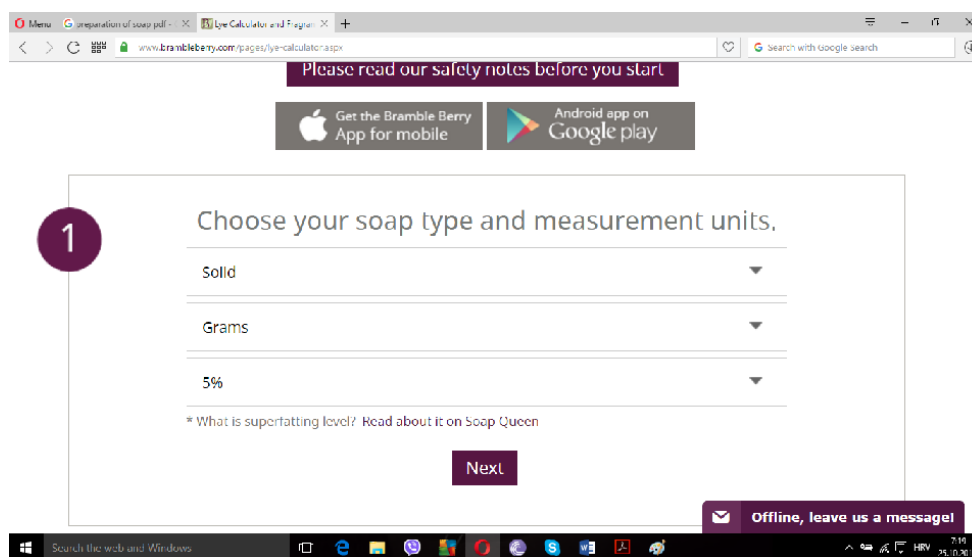 Menu
preparation of soap pdf -
Lye Calculator and Fragran
www.brambleberry.com/pages/lye-calculator.aspx
Search with Google Search
Please read our safety notes before you start
Get the Bramble Berry
App for mobile
Android app on
Google play
1
Choose your soap type and measurement units.
Solid
Grams
5%
* What is superfatting level? Read about it on Soap Queen
Next
Offline, leave us a message!
Search the web and Windows
HRV
7:19